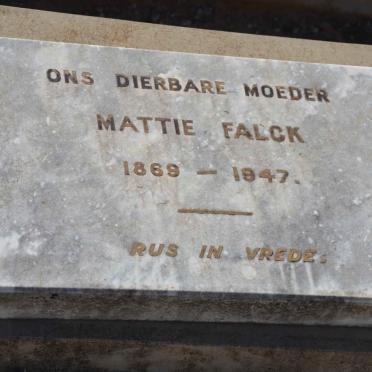 ONS DIERBARE MOEDER
MATTIE FALCK
1869 — 1947.
RUS IN VREDE.